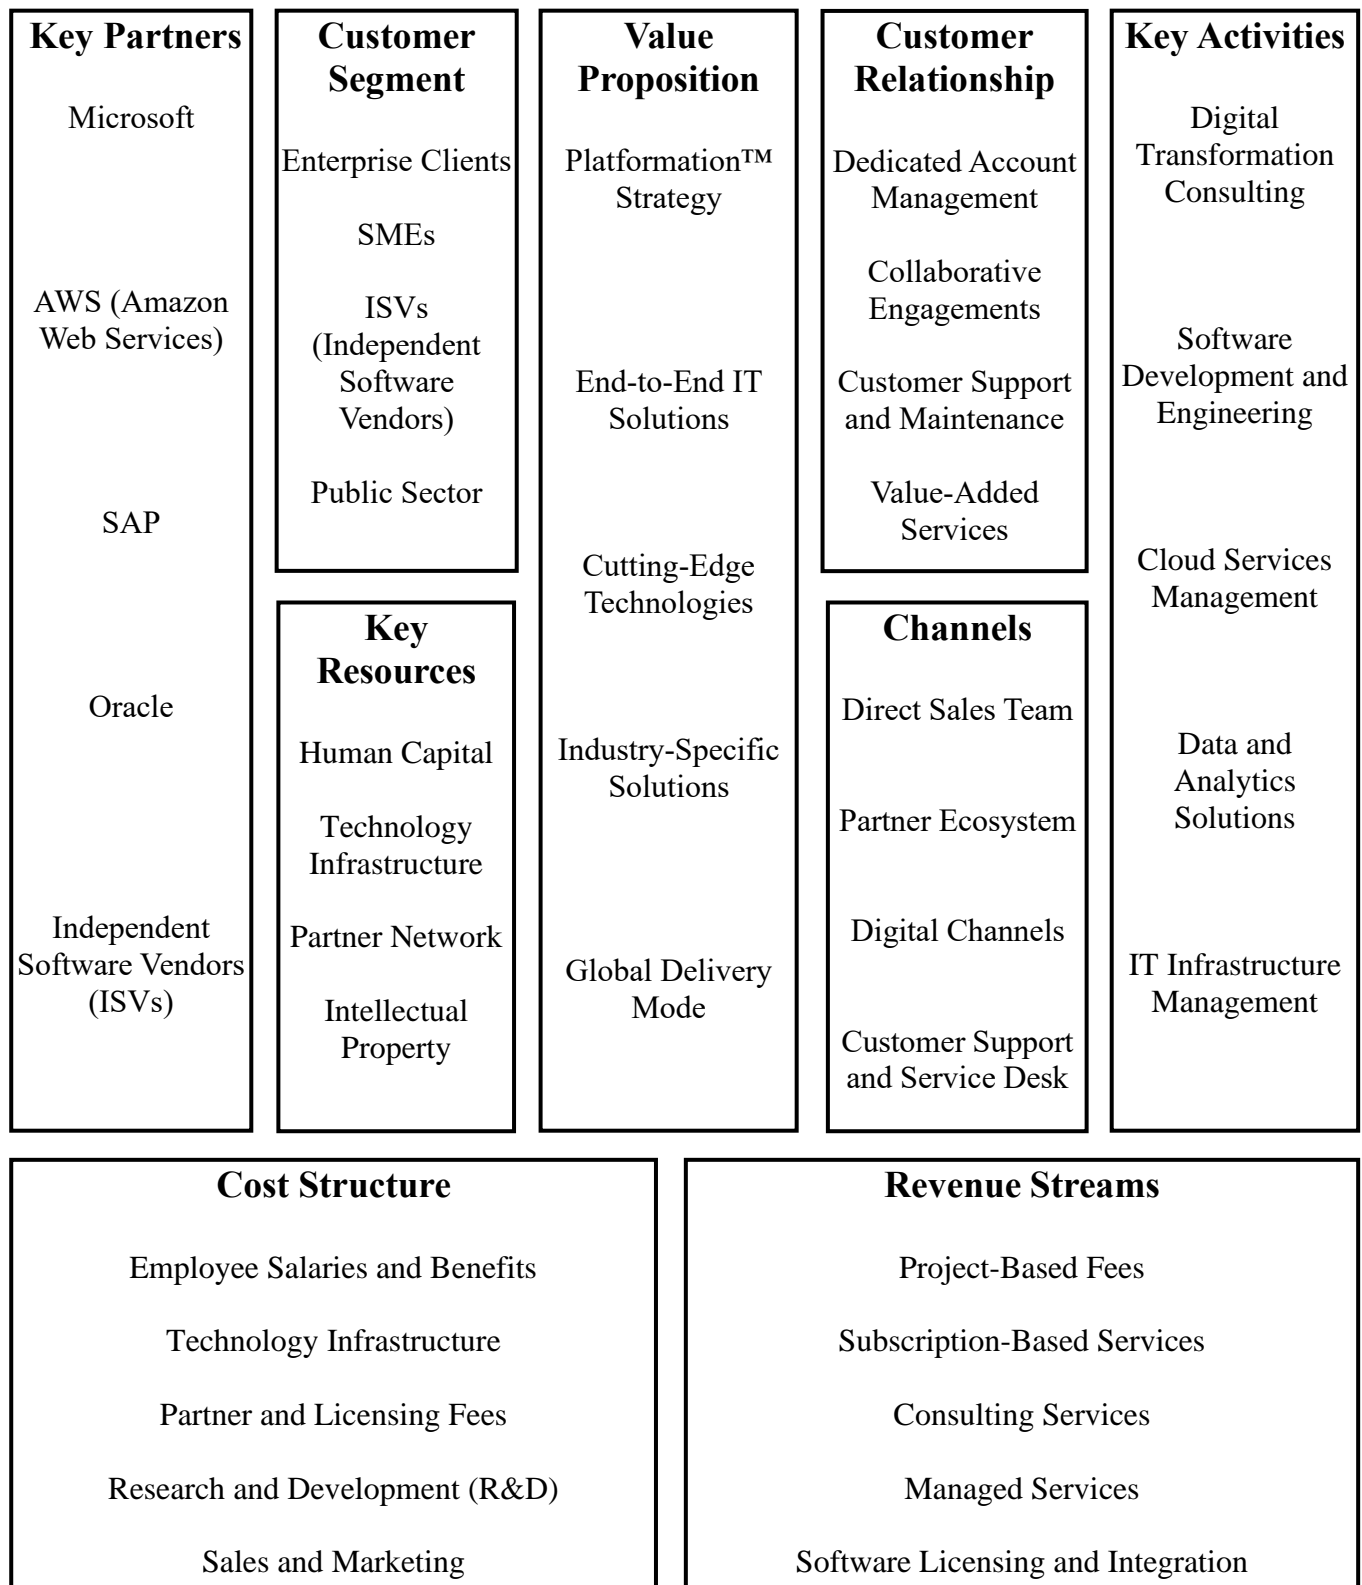 Key Partners
Microsoft
AWS (Amazon
Web Services)
SAP
Oracle
Independent
Software Vendors
(ISVs)
Customer
Segment
Enterprise Clients
SMEs
ISVs
(Independent
Software
Vendors)
Public Sector
Key
Resources
Human Capital
Technology
Infrastructure
Partner Network
Intellectual
Property
Value
Proposition
Platformation™
Strategy
End-to-End IT
Solutions
Cutting-Edge
Technologies
Industry-Specific
Solutions
Global Delivery
Mode
Customer
Relationship
Dedicated Account
Management
Collaborative
Engagements
Customer Support
and Maintenance
Value-Added
Services
Channels
Direct Sales Team
Partner Ecosystem
Digital Channels
Customer Support
and Service Desk
Key Activities
Digital
Transformation
Consulting
Software
Development and
Engineering
Cloud Services
Management
Data and
Analytics
Solutions
IT Infrastructure
Management
Cost Structure
Employee Salaries and Benefits
Technology Infrastructure
Partner and Licensing Fees
Research and Development (R&D)
Sales and Marketing
Revenue Streams
Project-Based Fees
Subscription-Based Services
Consulting Services
Managed Services
Software Licensing and Integration